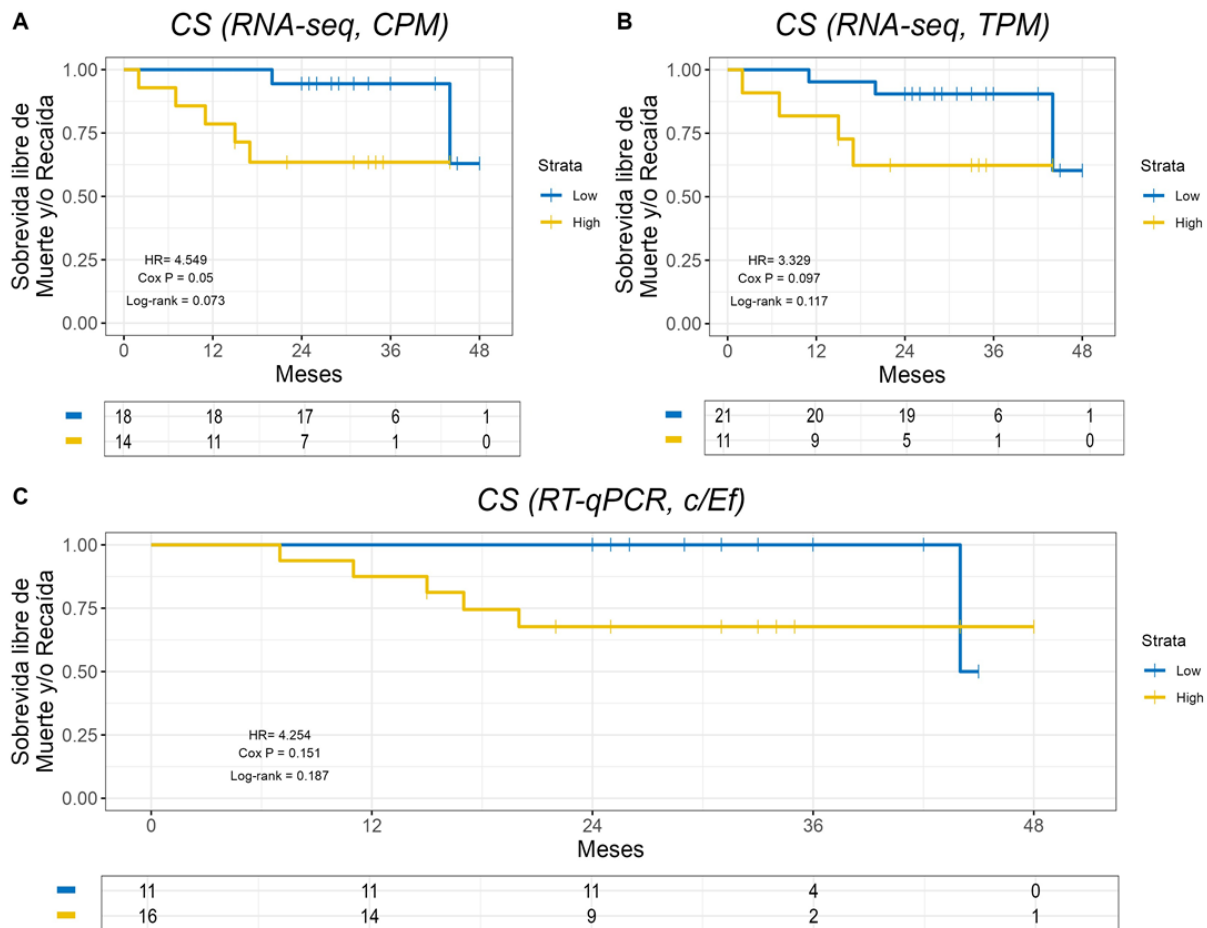 A
CS (RNA-seq, CPM)
Sobrevida libre de
Muerte y/o Recaída
1.00
0.75
0.50
0.25
0.00
HR= 4.549
Cox P = 0.05
Log-rank = 0.073
0 12 24 36 48
Meses
Strata
Low
High
18 18 17 6 1
14 11 7 1 0
B
CS (RNA-seq, TPM)
Sobrevida libre de
Muerte y/o Recaída
1.00
0.75
0.50
0.25
0.00
HR= 3.329
Cox P = 0.097
Log-rank = 0.117
0 12 24 36 48
Meses
Strata
Low
High
21 20 19 6 1
11 9 5 1 0
C
CS (RT-qPCR, c/Ef)
Sobrevida libre de
Muerte y/o Recaída
1.00
0.75
0.50
0.25
0.00
HR= 4.254
Cox P = 0.151
Log-rank = 0.187
0 12 24 36 48
Meses
Strata
Low
High
11 11 11 4 0
16 14 9 2 1